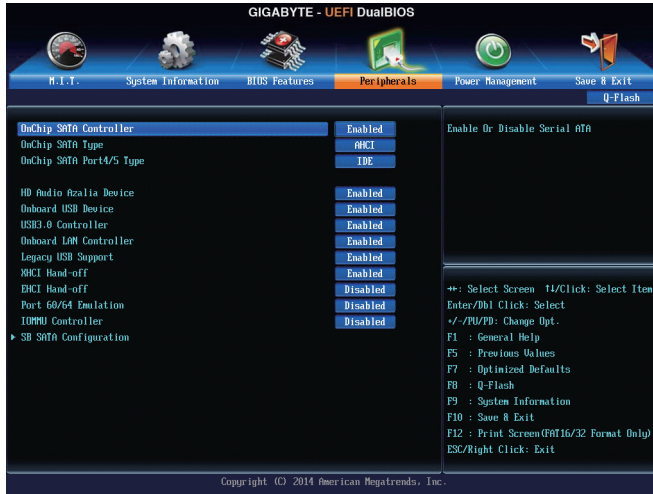 GIGABYTE - UEFI DualBIOS
M.I.T. System Information BIOS Features Peripherals Power Management Save & Exit
Q-Flash
OnChip SATA Controller Enabled
OnChip SATA Type AHCI
OnChip SATA Port4/5 Type IDE
HD Audio Azalia Device Enabled
Onboard USB Device Enabled
USB3.0 Controller Enabled
Onboard LAN Controller Enabled
Legacy USB Support Enabled
XHCI Hand-off Enabled
EHCI Hand-off Disabled
Port 60/64 Emulation Disabled
IOMMU Controller Disabled
SB SATA Configuration
Enable Or Disable Serial ATA
→←: Select Screen ↑↓/Click: Select Item
Enter/Dbl Click: Select
+/-/PU/PD: Change Opt.
F1 : General Help
F5 : Previous Values
F7 : Optimized Defaults
F8 : Q-Flash
F9 : System Information
F10 : Save & Exit
F12 : Print Screen(FAT16/32 Format Only)
ESC/Right Click: Exit
Copyright (C) 2014 American Megatrends, Inc.